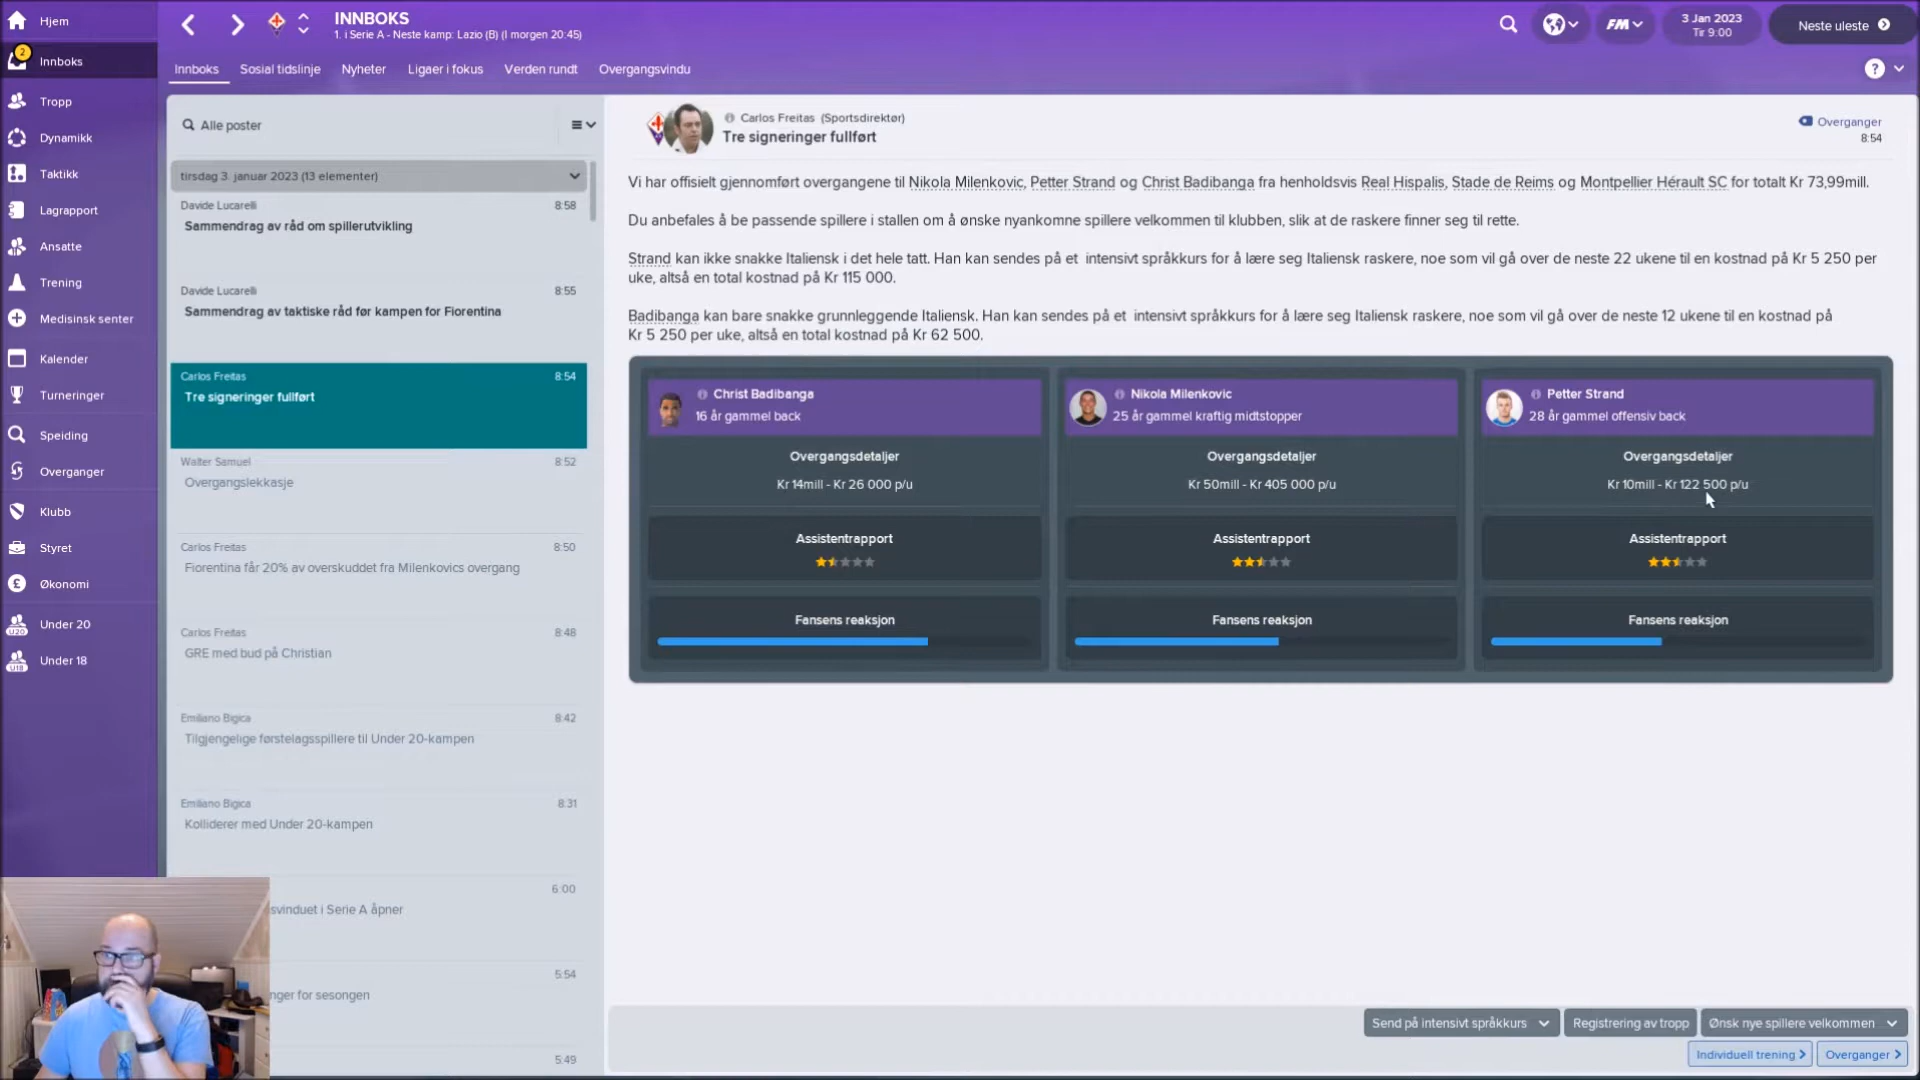 Hjem
2
Innboks
Tropp
Dynamikk
Taktikk
Lagrapport
Ansatte
Trening
Medisinsk senter
Kalender
Turneringer
Speiding
Overganger
Klubb
Styret
Økonomi
U20
Under 20
U18
Under 18
INNBOKS
1. i Serie A - Neste kamp: Lazio (B) (I morgen 20:45)
FM
3 Jan 2023
Tir 9:00
Neste uleste
Innboks
Sosial tidslinje
Nyheter
Ligaer i fokus
Verden rundt
Overgangsvindu
?
Alle poster
tirsdag 3. januar 2023 (13 elementer)
Davide Lucarelli 8:58
Sammendrag av råd om spillerutvikling
Davide Lucarelli 8:55
Sammendrag av taktiske råd før kampen for Fiorentina
Carlos Freitas 8:54
Tre signeringer fullført
Walter Samuel 8:52
Overgangslekkasje
Carlos Freitas 8:50
Fiorentina får 20% av overskuddet fra Milenkovics overgang
Carlos Freitas 8:48
GRE med bud på Christian
Emiliano Bigica 8:42
Tilgjengelige førstelagsspillere til Under 20-kampen
Emiliano Bigica 8:31
Kolliderer med Under 20-kampen
6:00
svinduet i Serie A åpner
5:54
nger for sesongen
5:49
Carlos Freitas (Sportsdirektør)
Tre signeringer fullført
Overganger
8:54
Vi har offisielt gjennomført overgangene til Nikola Milenkovic, Petter Strand og Christ Badibanga fra henholdsvis Real Hispalis, Stade de Reims og Montpellier Hérault SC for totalt Kr 73,99mill.
Du anbefales å be passende spillere i stallen om å ønske nyankomne spillere velkommen til klubben, slik at de raskere finner seg til rette.
Strand kan ikke snakke Italiensk i det hele tatt. Han kan sendes på et intensivt språkkurs for å lære seg Italiensk raskere, noe som vil gå over de neste 22 ukene til en kostnad på Kr 5 250 per
uke, altså en total kostnad på Kr 115 000.
Badibanga kan bare snakke grunnleggende Italiensk. Han kan sendes på et intensivt språkkurs for å lære seg Italiensk raskere, noe som vil gå over de neste 12 ukene til en kostnad på
Kr 5 250 per uke, altså en total kostnad på Kr 62 500.
Christ Badibanga
16 år gammel back
Overgangsdetaljer
Kr 14mill - Kr 26 000 p/u
Assistentrapport
Fansens reaksjon
Nikola Milenkovic
25 år gammel kraftig midtstopper
Overgangsdetaljer
Kr 50mill - Kr 405 000 p/u
Assistentrapport
Fansens reaksjon
Petter Strand
28 år gammel offensiv back
Overgangsdetaljer
Kr 10mill - Kr 122 500 p/u
Assistentrapport
Fansens reaksjon
Send på intensivt språkkurs
Registrering av tropp
Ønsk nye spillere velkommen
Individuell trening
Overganger